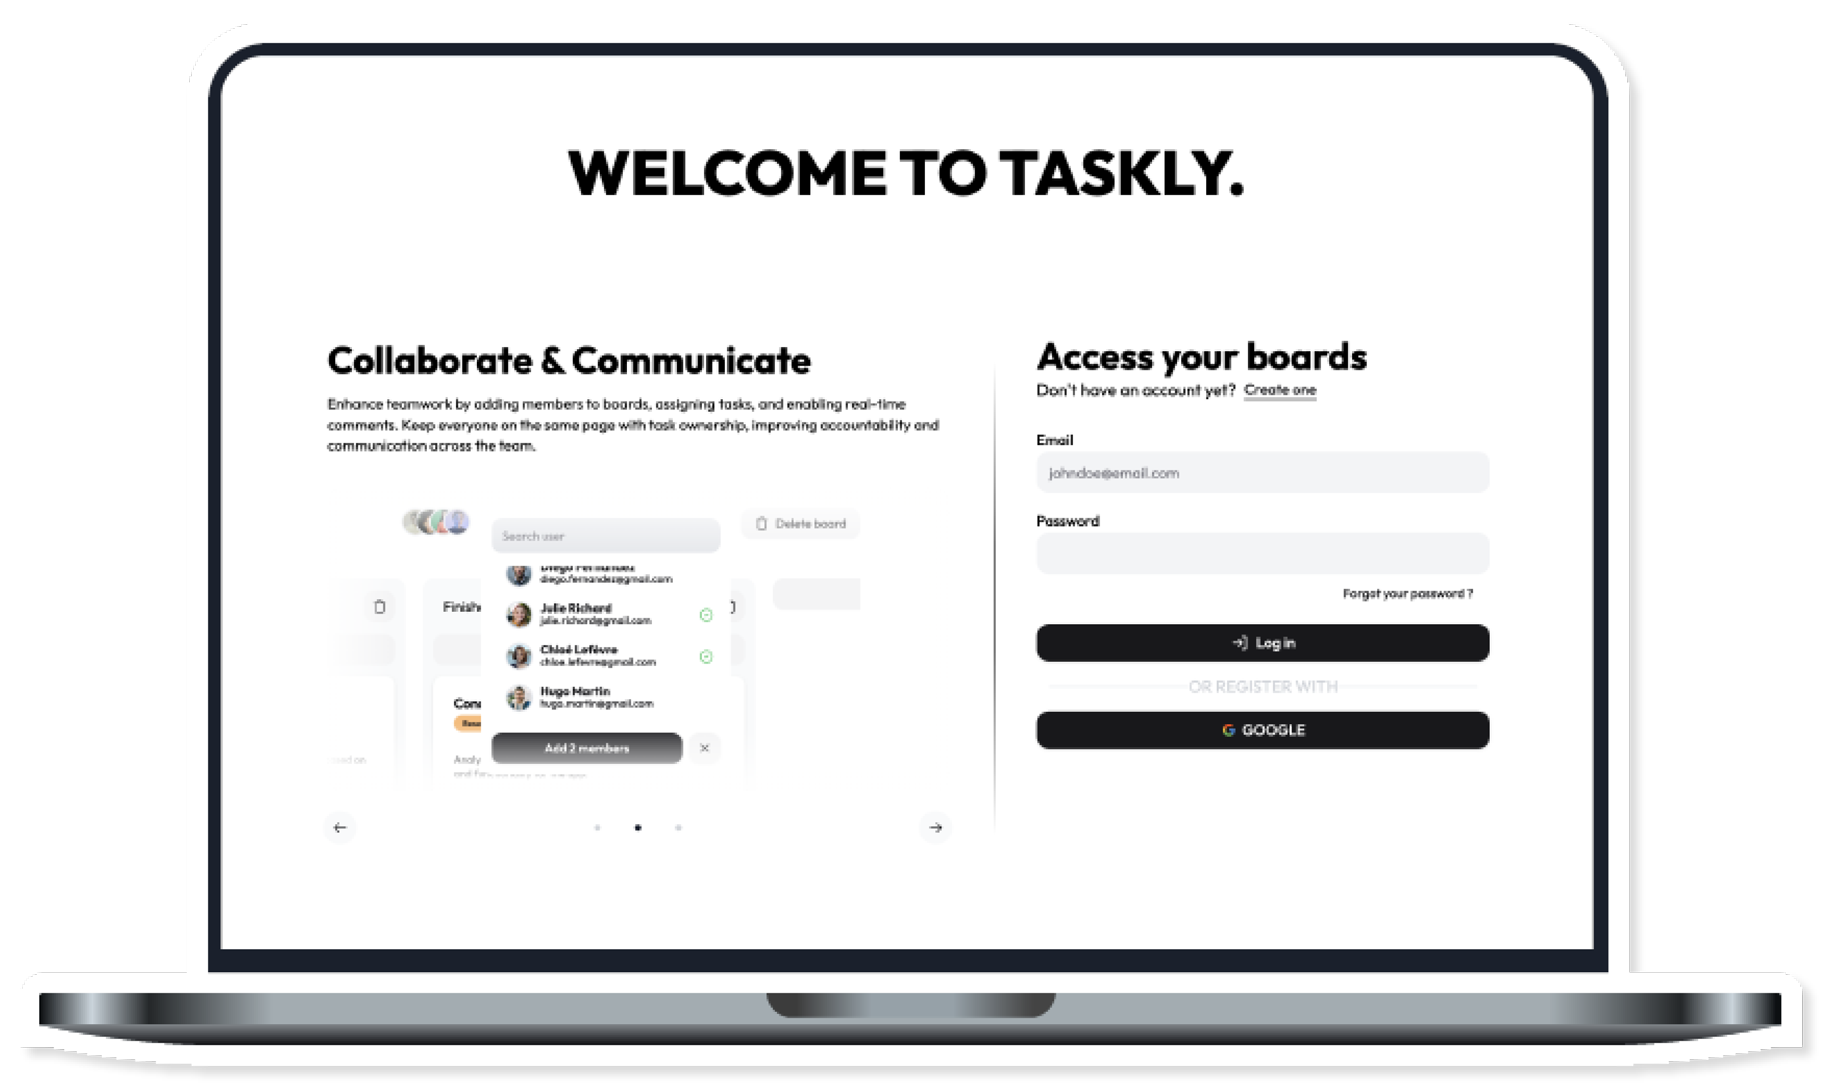 WELCOME TO TASKLY.
Collaborate & Communicate
Enhance teamwork by adding members to boards, assigning tasks, and enabling real-time
comments. Keep everyone on the same page with task ownership, improving accountability and
communication across the team.
Delete board
Search user
Diego Fernandez
diego.fernandez@gmail.com
Finishe
Julie Richard
julie.richard@gmail.com
Chloé Lefèvre
chloe.lefevre@gmail.com
Hugo Martin
hugo.martin@gmail.com
Add 2 members
Analy
Access your boards
Don't have an account yet? Create one
Email
johndoe@email.com
Password
Forgot your password ?
Log in
OR REGISTER WITH
GOOGLE